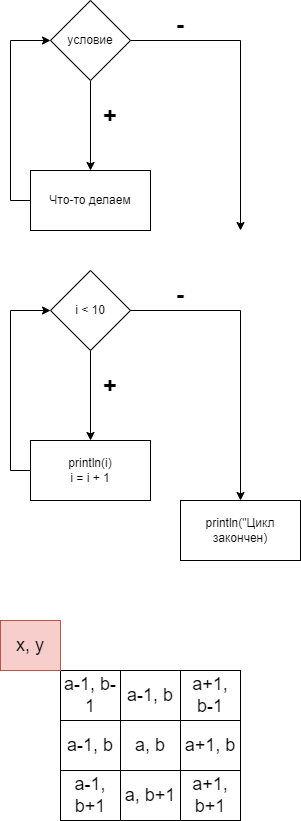 -
условие
+
Что-то делаем
-
i < 10
+
println(i)
i = i + 1
println("Цикл
закончен)
x, y
a-1, b-
1
a-1, b
a+1,
b-1
a-1, b
a, b
a+1, b
a-1,
b+1
a, b+1
a+1,
b+1